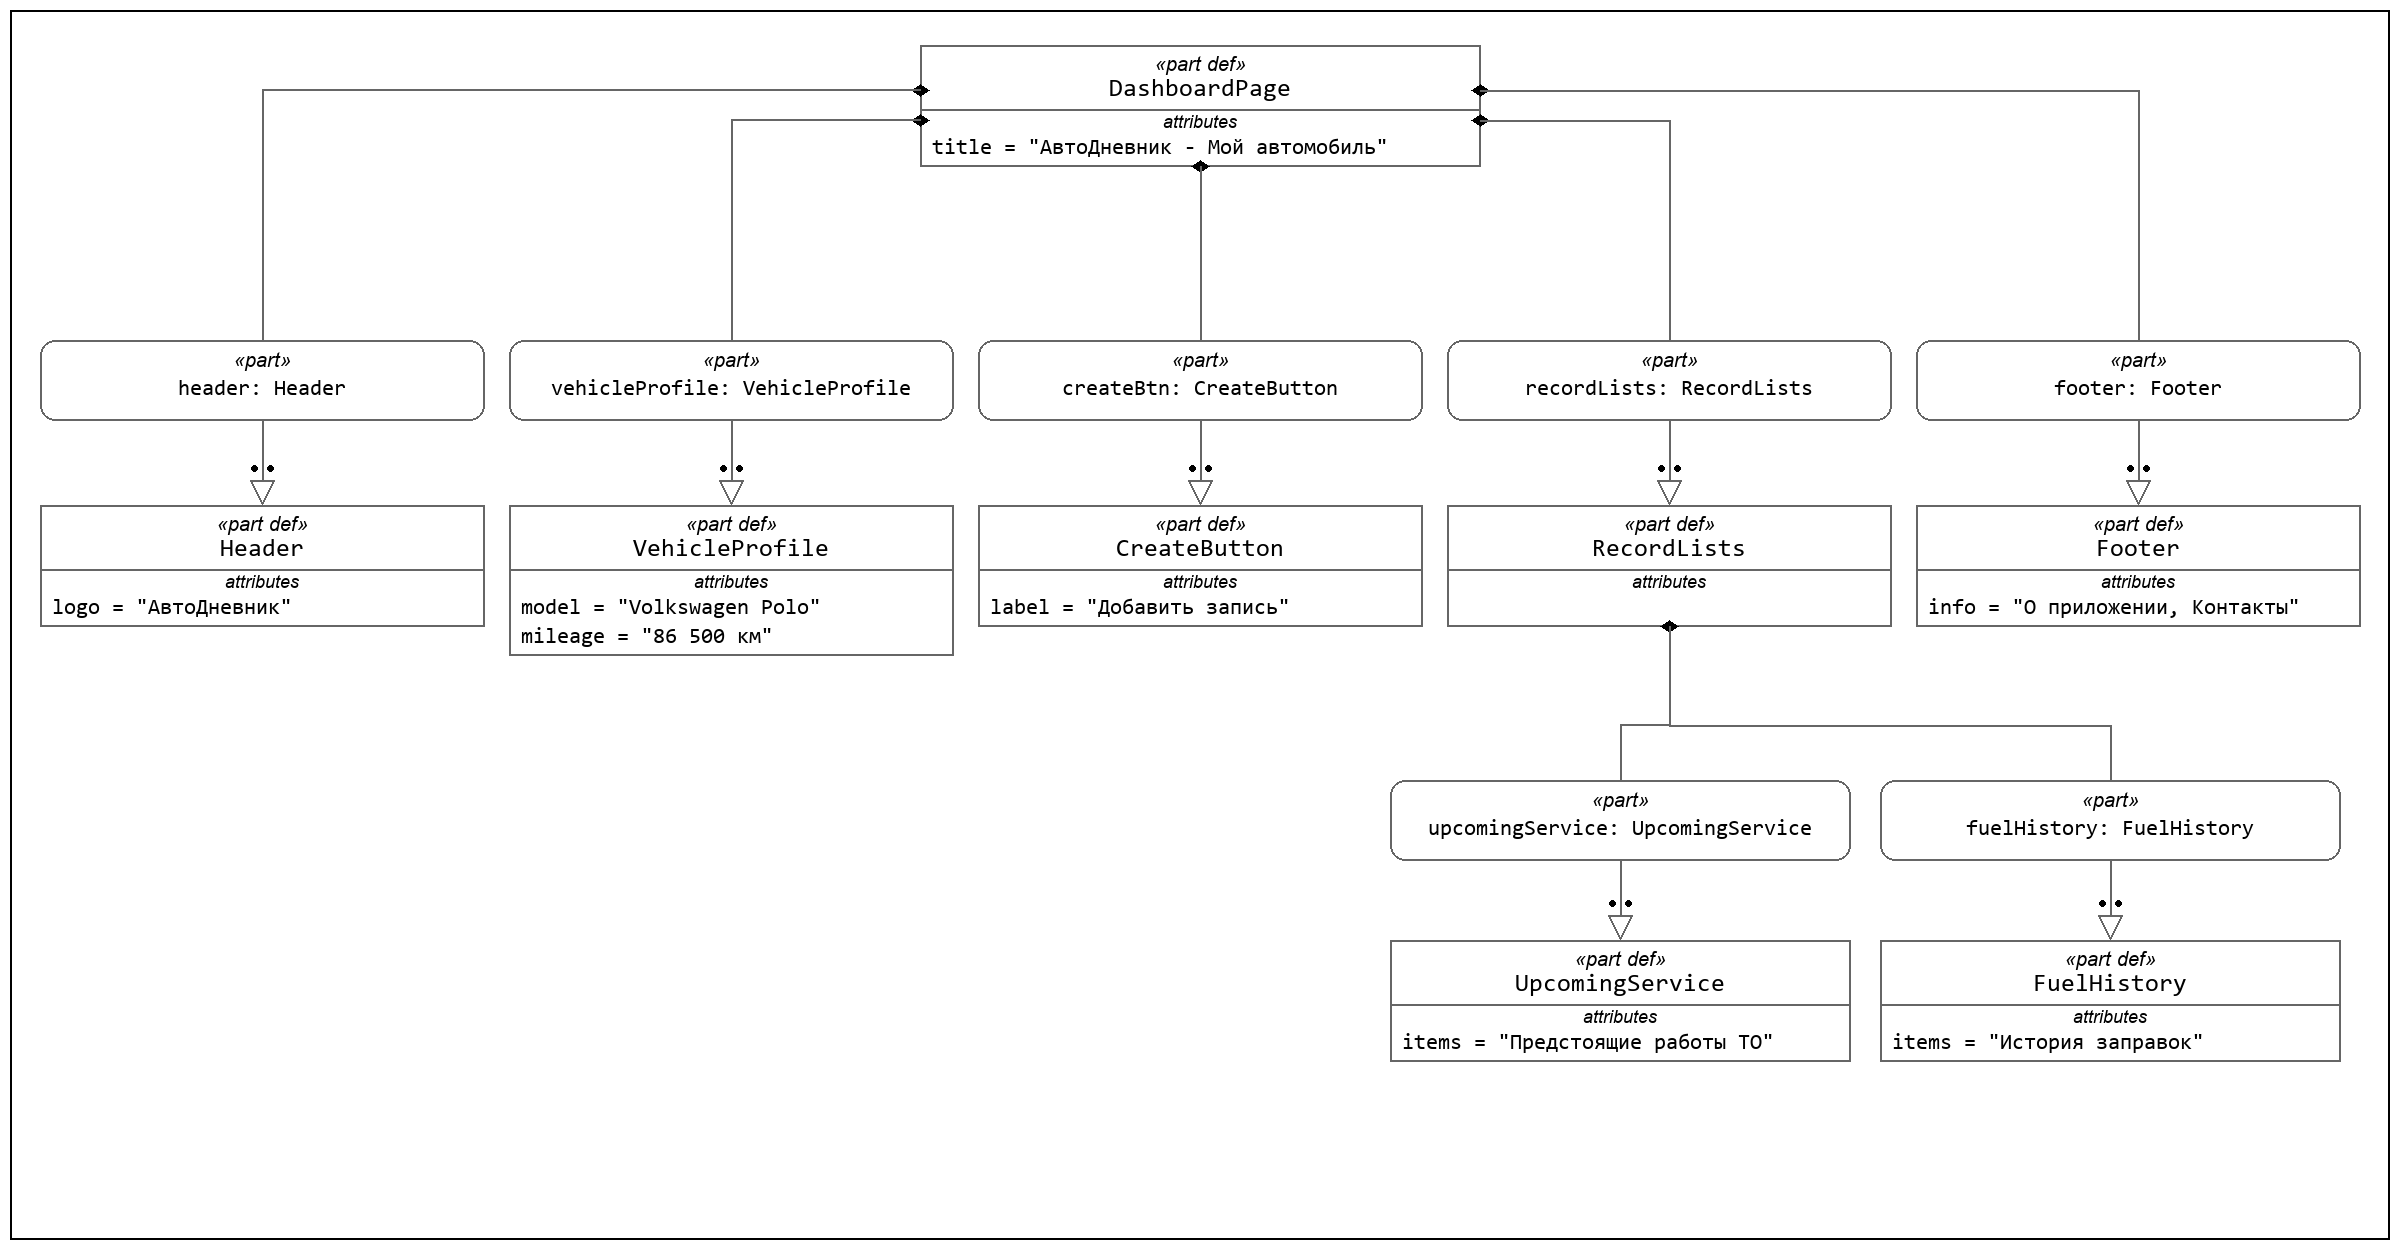 «part def»
DashboardPage
attributes
title = "АвтоДневник - Мой автомобиль"
«part»
header: Header
«part»
vehicleProfile: VehicleProfile
«part»
createBtn: CreateButton
«part»
recordLists: RecordLists
«part»
footer: Footer
«part def»
Header
attributes
logo = "АвтоДневник"
«part def»
VehicleProfile
attributes
model = "Volkswagen Polo"
mileage = "86 500 км"
«part def»
CreateButton
attributes
label = "Добавить запись"
«part def»
RecordLists
attributes
«part def»
Footer
attributes
info = "О приложении, Контакты"
«part»
upcomingService: UpcomingService
«part»
fuelHistory: FuelHistory
«part def»
UpcomingService
attributes
items = "Предстоящие работы ТО"
«part def»
FuelHistory
attributes
items = "История заправок"